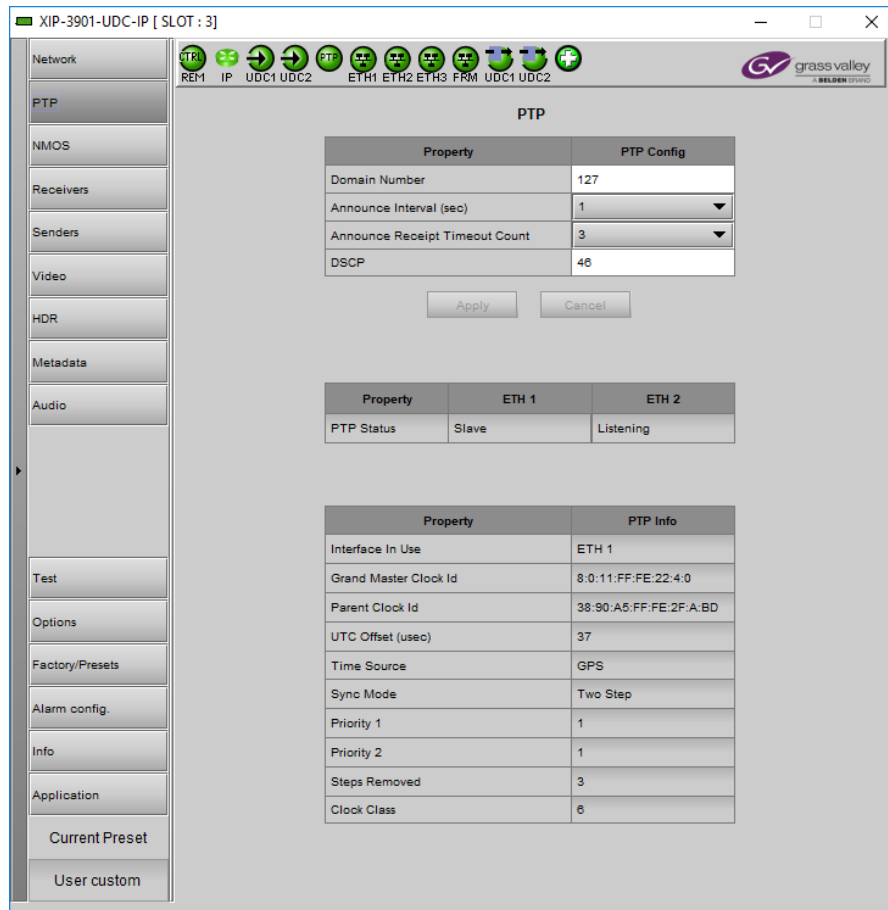 XIP-3901-UDC-IP [ SLOT : 3]
Network
PTP
NMOS
Receivers
Senders
Video
HDR
Metadata
Audio
Test
Options
Factory/Presets
Alarm config.
Info
Application
Current Preset
User custom
CTRL PTP
REM IP UDC1 UDC2 ETH1 ETH2 ETH3 FRM UDC1 UDC2
GV grass valley
A BELDEN BRAND
PTP
Property PTP Config
Domain Number 127
Announce Interval (sec) 1
Announce Receipt Timeout Count 3
DSCP 46
Apply Cancel
Property ETH 1 ETH 2
PTP Status Slave Listening
Property PTP Info
Interface In Use ETH 1
Grand Master Clock Id 8:0:11:FF:FE:22:4:0
Parent Clock Id 38:90:A5:FF:FE:2F:A:BD
UTC Offset (usec) 37
Time Source GPS
Sync Mode Two Step
Priority 1 1
Priority 2 1
Steps Removed 3
Clock Class 6